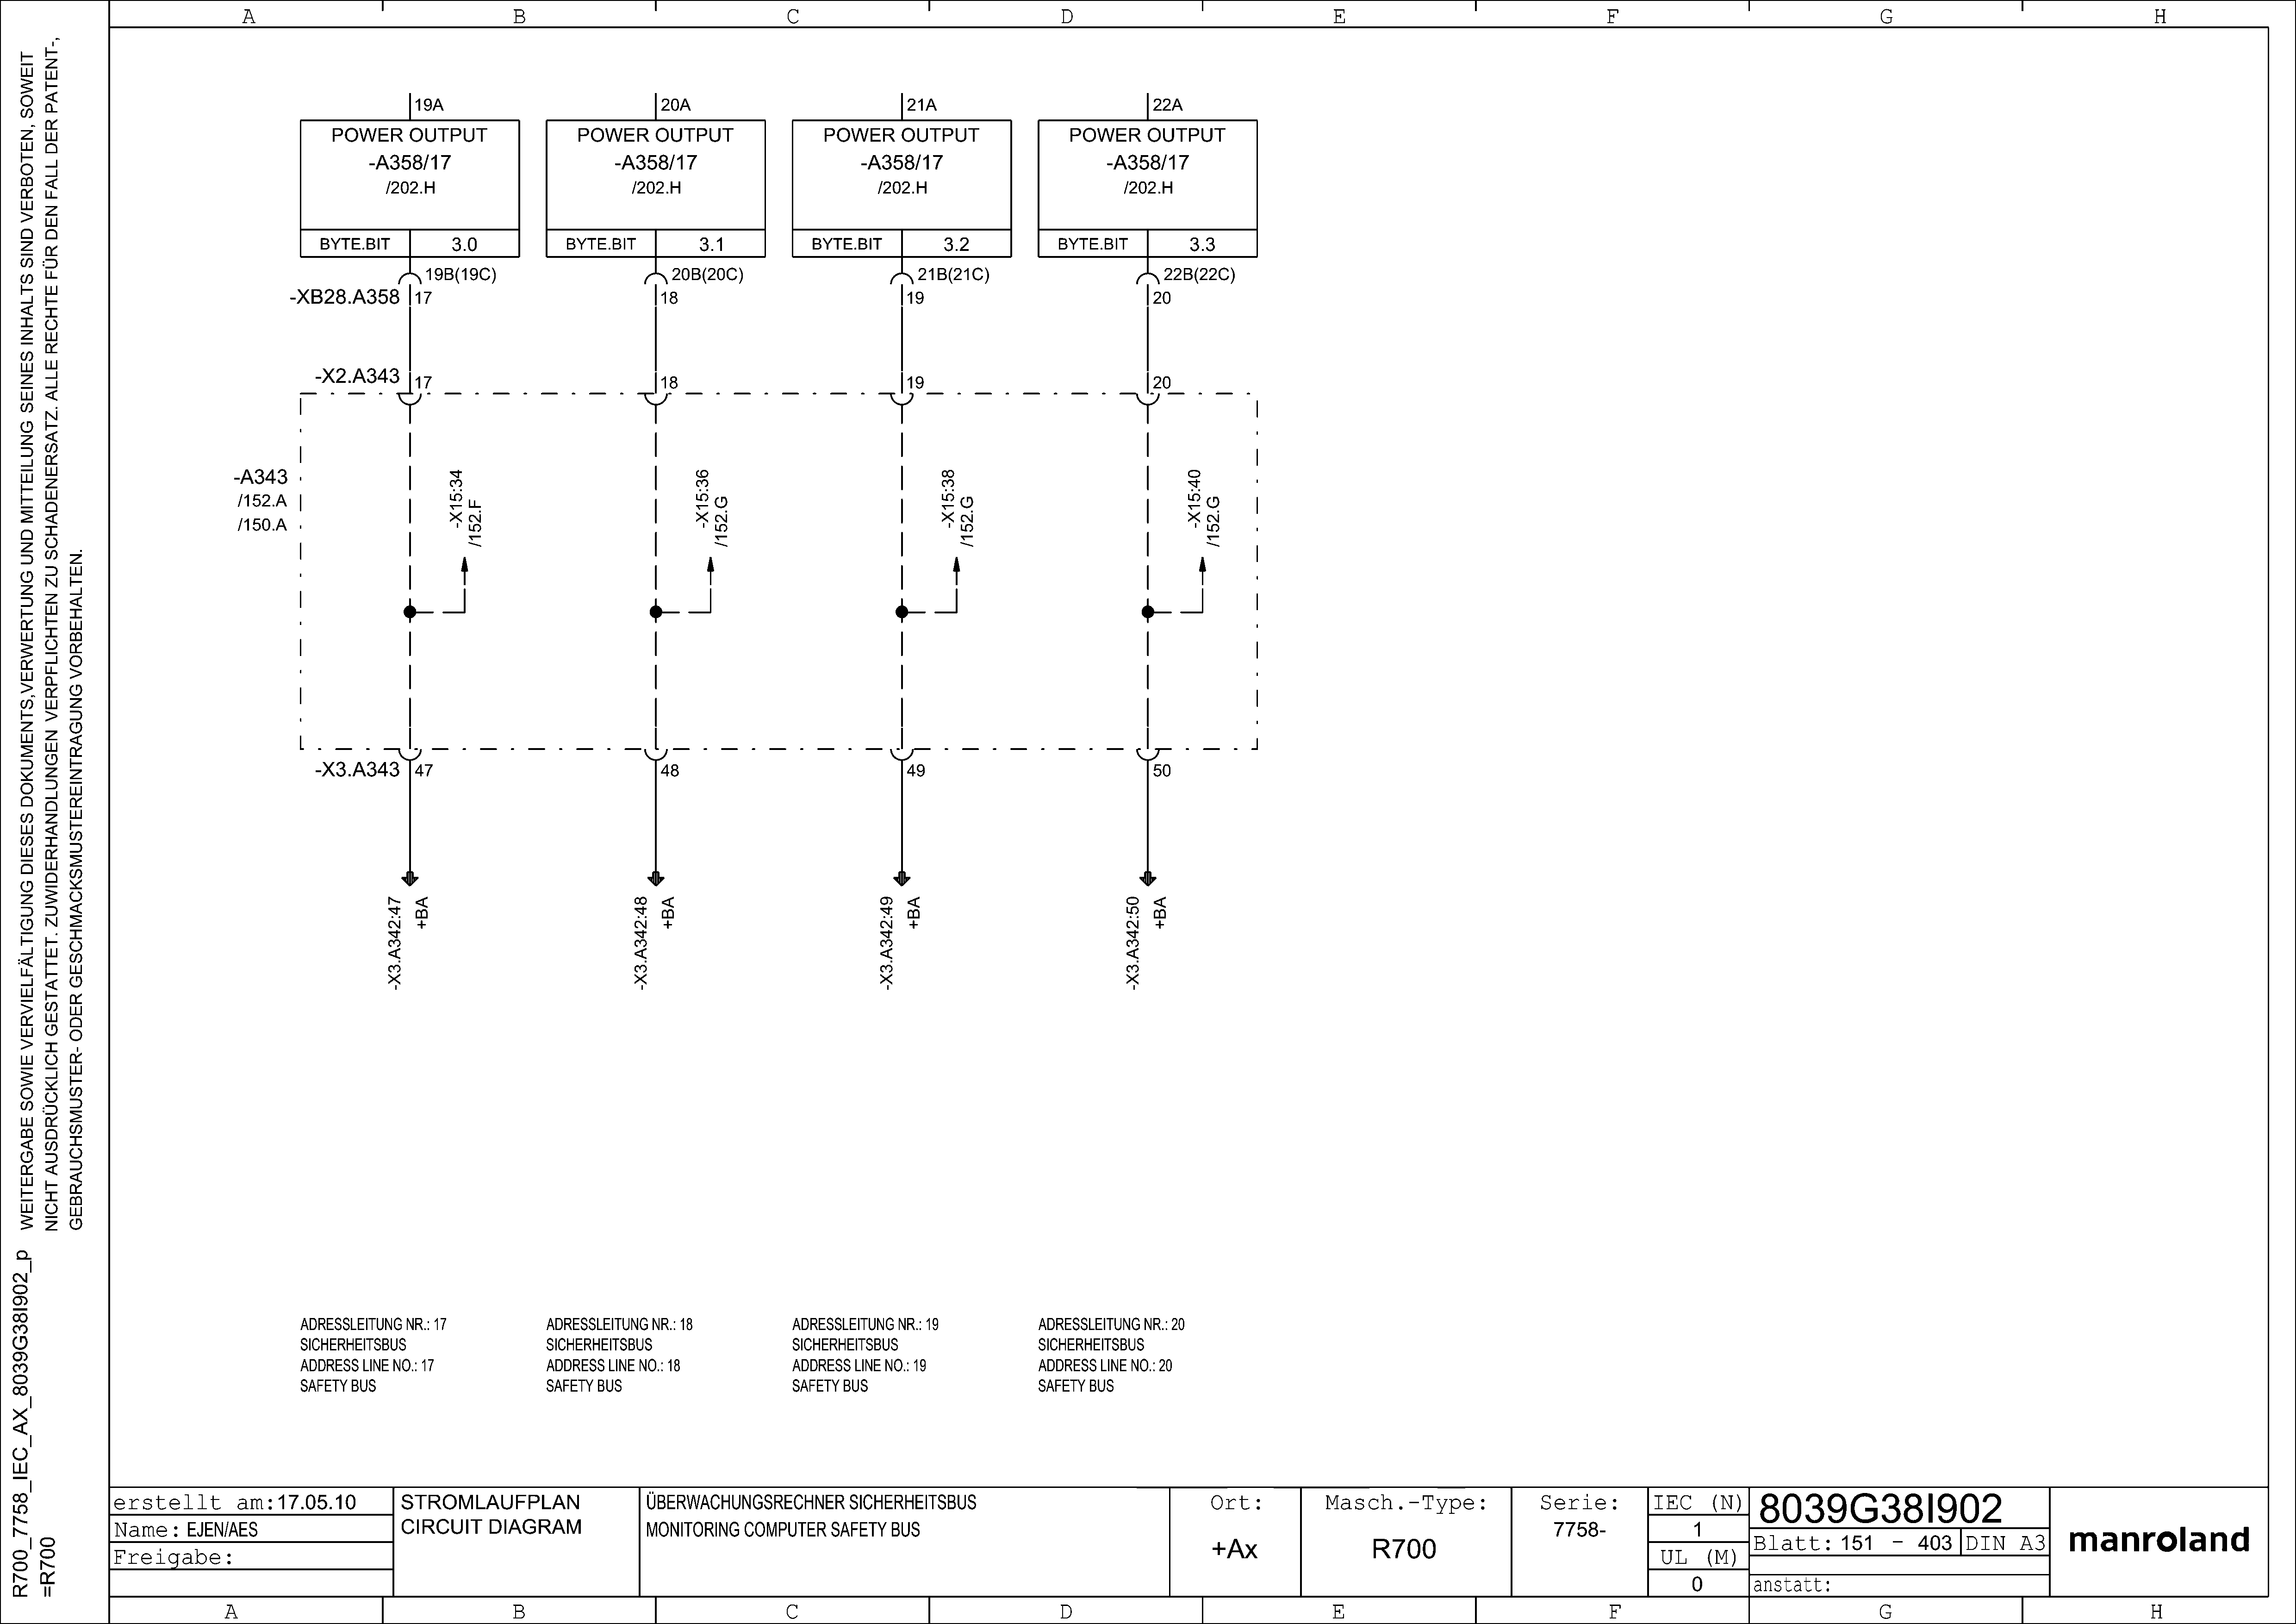 A B C D E F G H
19A 20A 21A 22A
POWER OUTPUT POWER OUTPUT POWER OUTPUT POWER OUTPUT
-A358/17 -A358/17 -A358/17 -A358/17
/202.H /202.H /202.H /202.H
BYTE.BIT 3.0 BYTE.BIT 3.1 BYTE.BIT 3.2 BYTE.BIT 3.3
19B(19C) 20B(20C) 21B(21C) 22B(22C)
-XB28.A358 17 18 19 20
-X2.A343 17 18 19 20
-A343
/152.A
/150.A
-X15:34
/152.F
-X15:36
/152.G
-X15:38
/152.G
-X15:40
/152.G
-X3.A343 47 48 49 50
-X3.A342:47
+BA
-X3.A342:48
+BA
-X3.A342:49
+BA
-X3.A342:50
+BA
ADRESSLEITUNG NR.: 17
SICHERHEITSBUS
ADDRESS LINE NO.: 17
SAFETY BUS
ADRESSLEITUNG NR.: 18
SICHERHEITSBUS
ADDRESS LINE NO.: 18
SAFETY BUS
ADRESSLEITUNG NR.: 19
SICHERHEITSBUS
ADDRESS LINE NO.: 19
SAFETY BUS
ADRESSLEITUNG NR.: 20
SICHERHEITSBUS
ADDRESS LINE NO.: 20
SAFETY BUS
WEITERGABE SOWIE VERVIELFÄLTIGUNG DIESES DOKUMENTS,VERWERTUNG UND MITTEILUNG SEINES INHALTS SIND VERBOTEN, SOWEIT
NICHT AUSDRÜCKLICH GESTATTET. ZUWIDERHANDLUNGEN VERPFLICHTEN ZU SCHADENERSATZ. ALLE RECHTE FÜR DEN FALL DER PATENT-,
GEBRAUCHSMUSTER- ODER GESCHMACKSMUSTEREINTRAGUNG VORBEHALTEN.
R700_7758_IEC_AX_8039G38I902_p
=R700
erstellt am:17.05.10
Name: EJEN/AES
Freigabe:
STROMLAUFPLAN
CIRCUIT DIAGRAM
ÜBERWACHUNGSRECHNER SICHERHEITSBUS
MONITORING COMPUTER SAFETY BUS
Ort:
+Ax
Masch.-Type:
R700
Serie:
7758-
IEC (N)
1
UL (M)
0
8039G38I902
Blatt: 151 - 403 DIN A3
anstatt:
manroland
A B C D E F G H